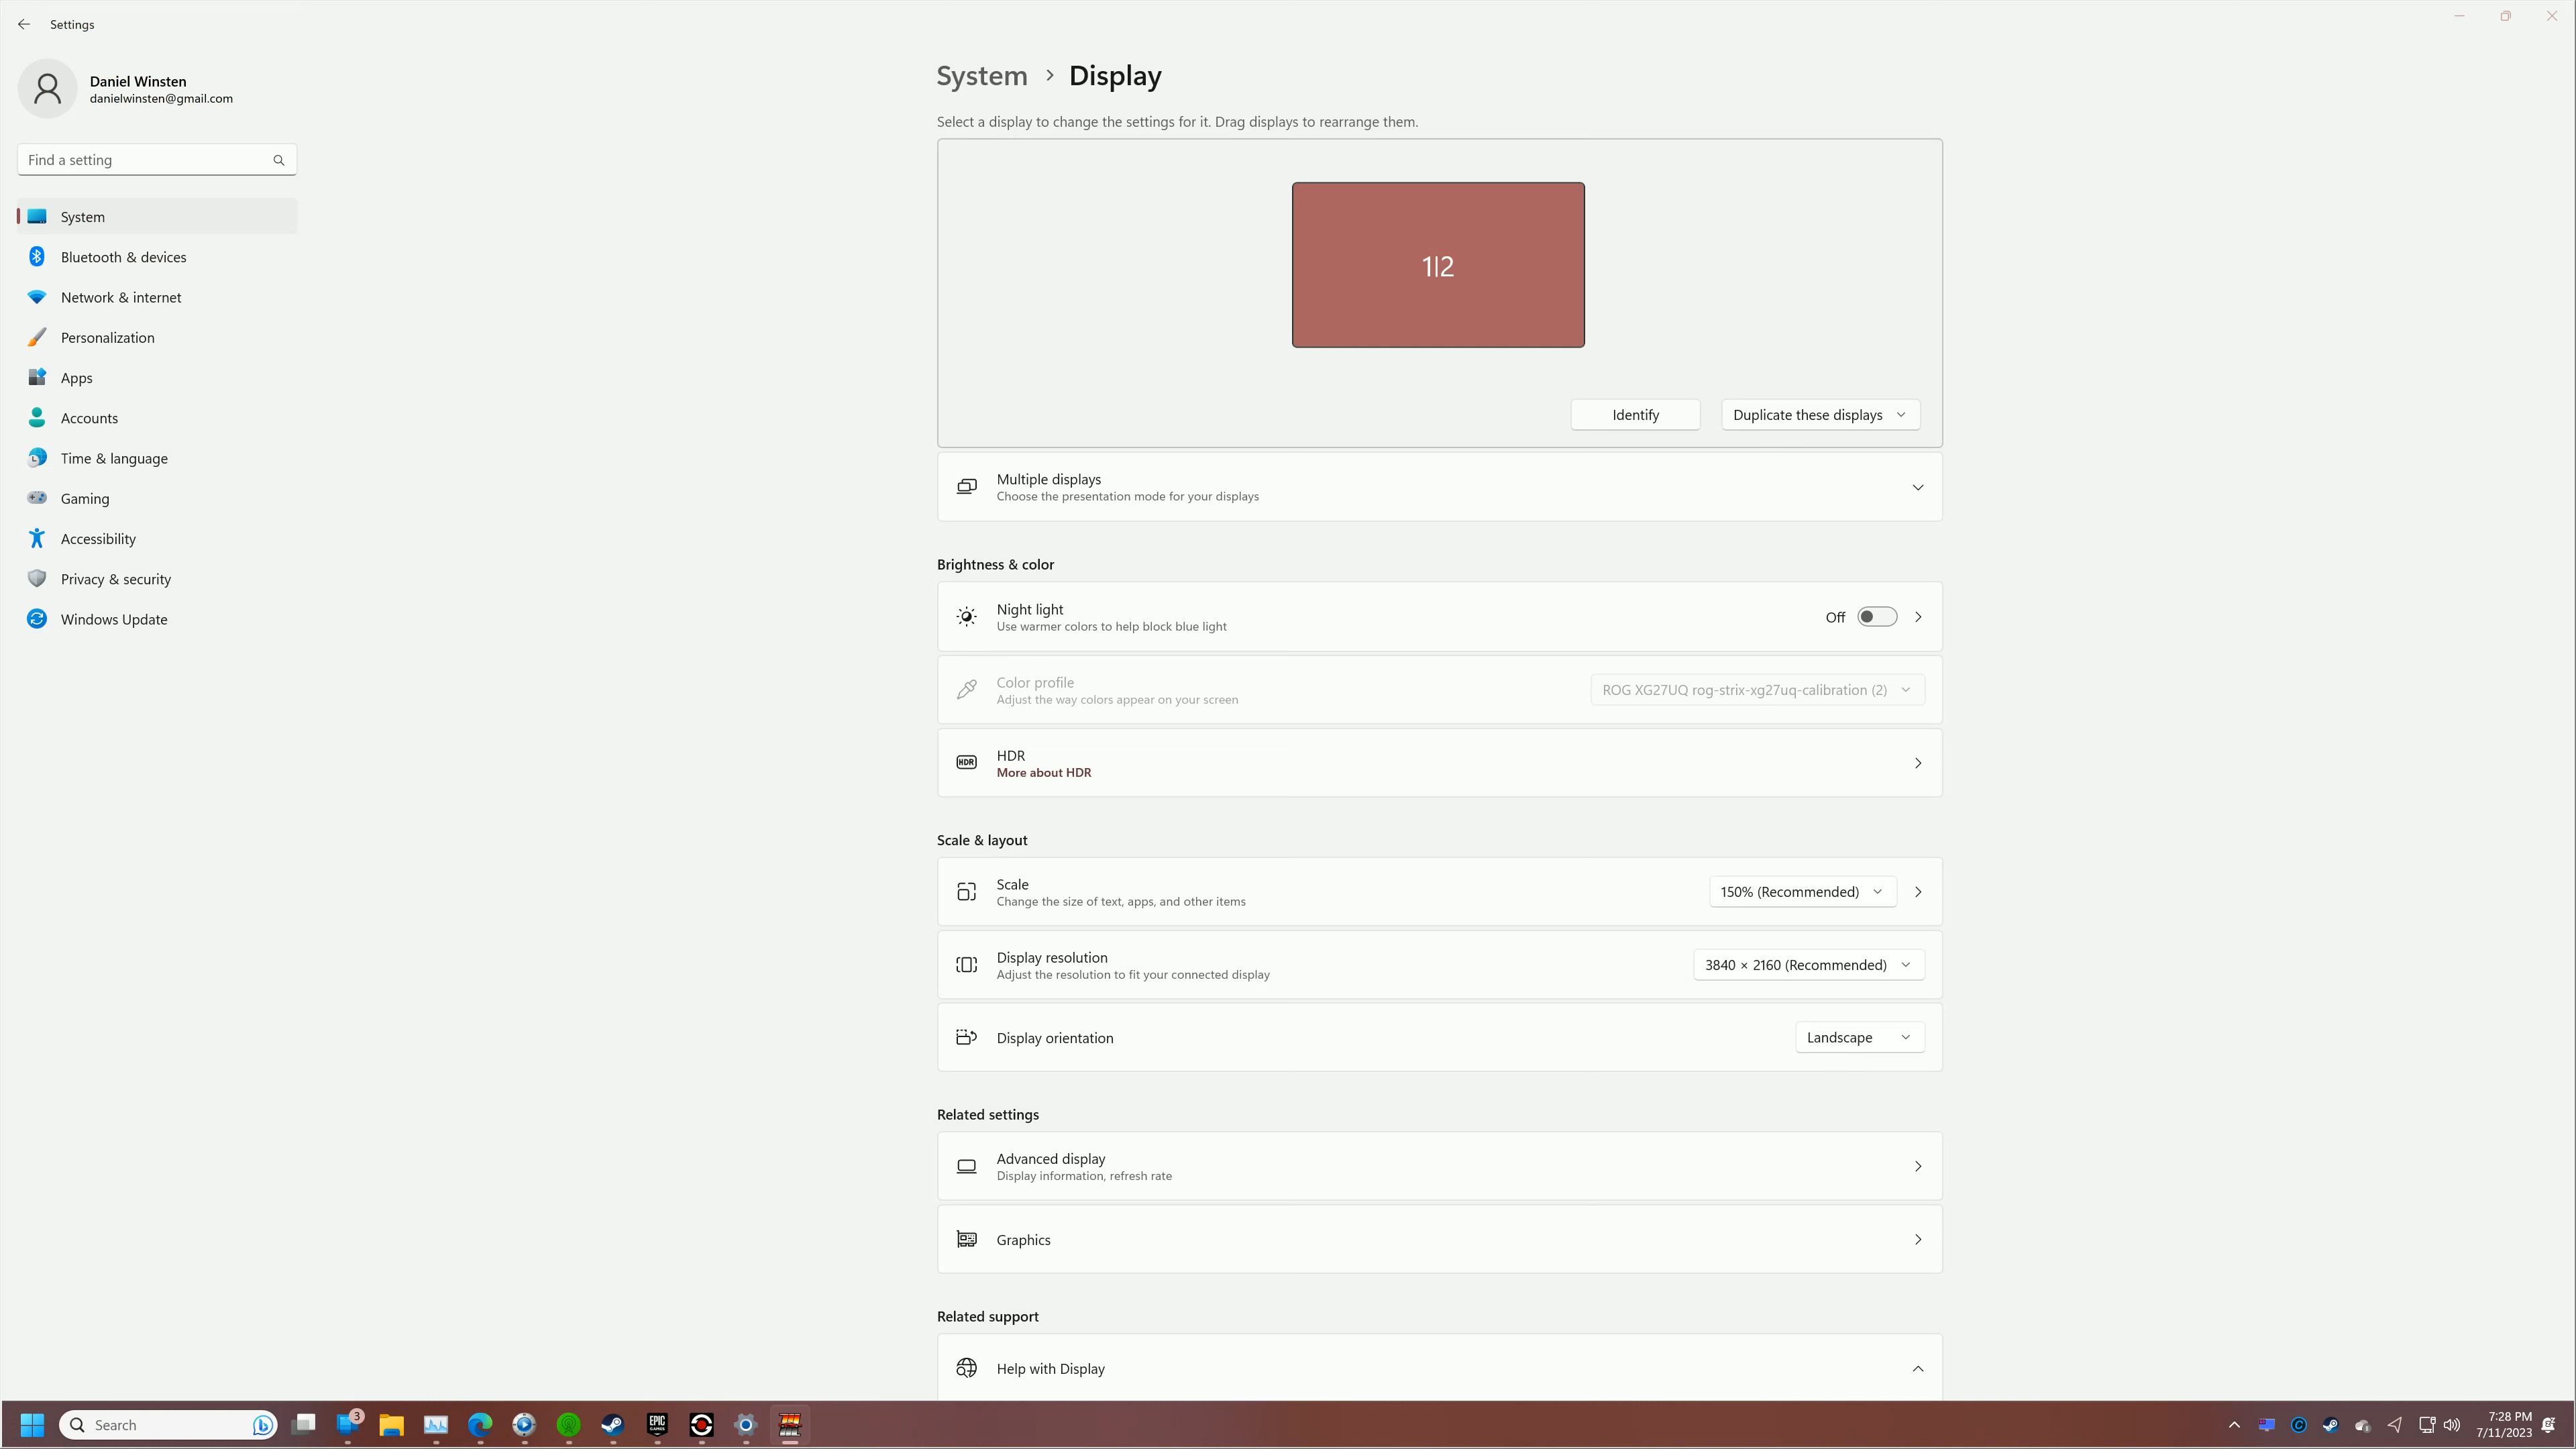 Settings
Daniel Winsten
danielwinsten@gmail.com
Find a setting
System
Bluetooth & devices
Network & internet
Personalization
Apps
Accounts
Time & language
Gaming
Accessibility
Privacy & security
Windows Update
System > Display
Select a display to change the settings for it. Drag displays to rearrange them.
1|2
Identify
Duplicate these displays
Multiple displays
Choose the presentation mode for your displays
Brightness & color
Night light
Use warmer colors to help block blue light
Off
Color profile
Adjust the way colors appear on your screen
ROG XG27UQ rog-strix-xg27uq-calibration (2)
HDR
HDR
More about HDR
Scale & layout
Scale
Change the size of text, apps, and other items
150% (Recommended)
Display resolution
Adjust the resolution to fit your connected display
3840 × 2160 (Recommended)
Display orientation
Landscape
Related settings
Advanced display
Display information, refresh rate
Graphics
Related support
Help with Display
Search
3
EPIC
GAMES
7:28 PM
7/11/2023